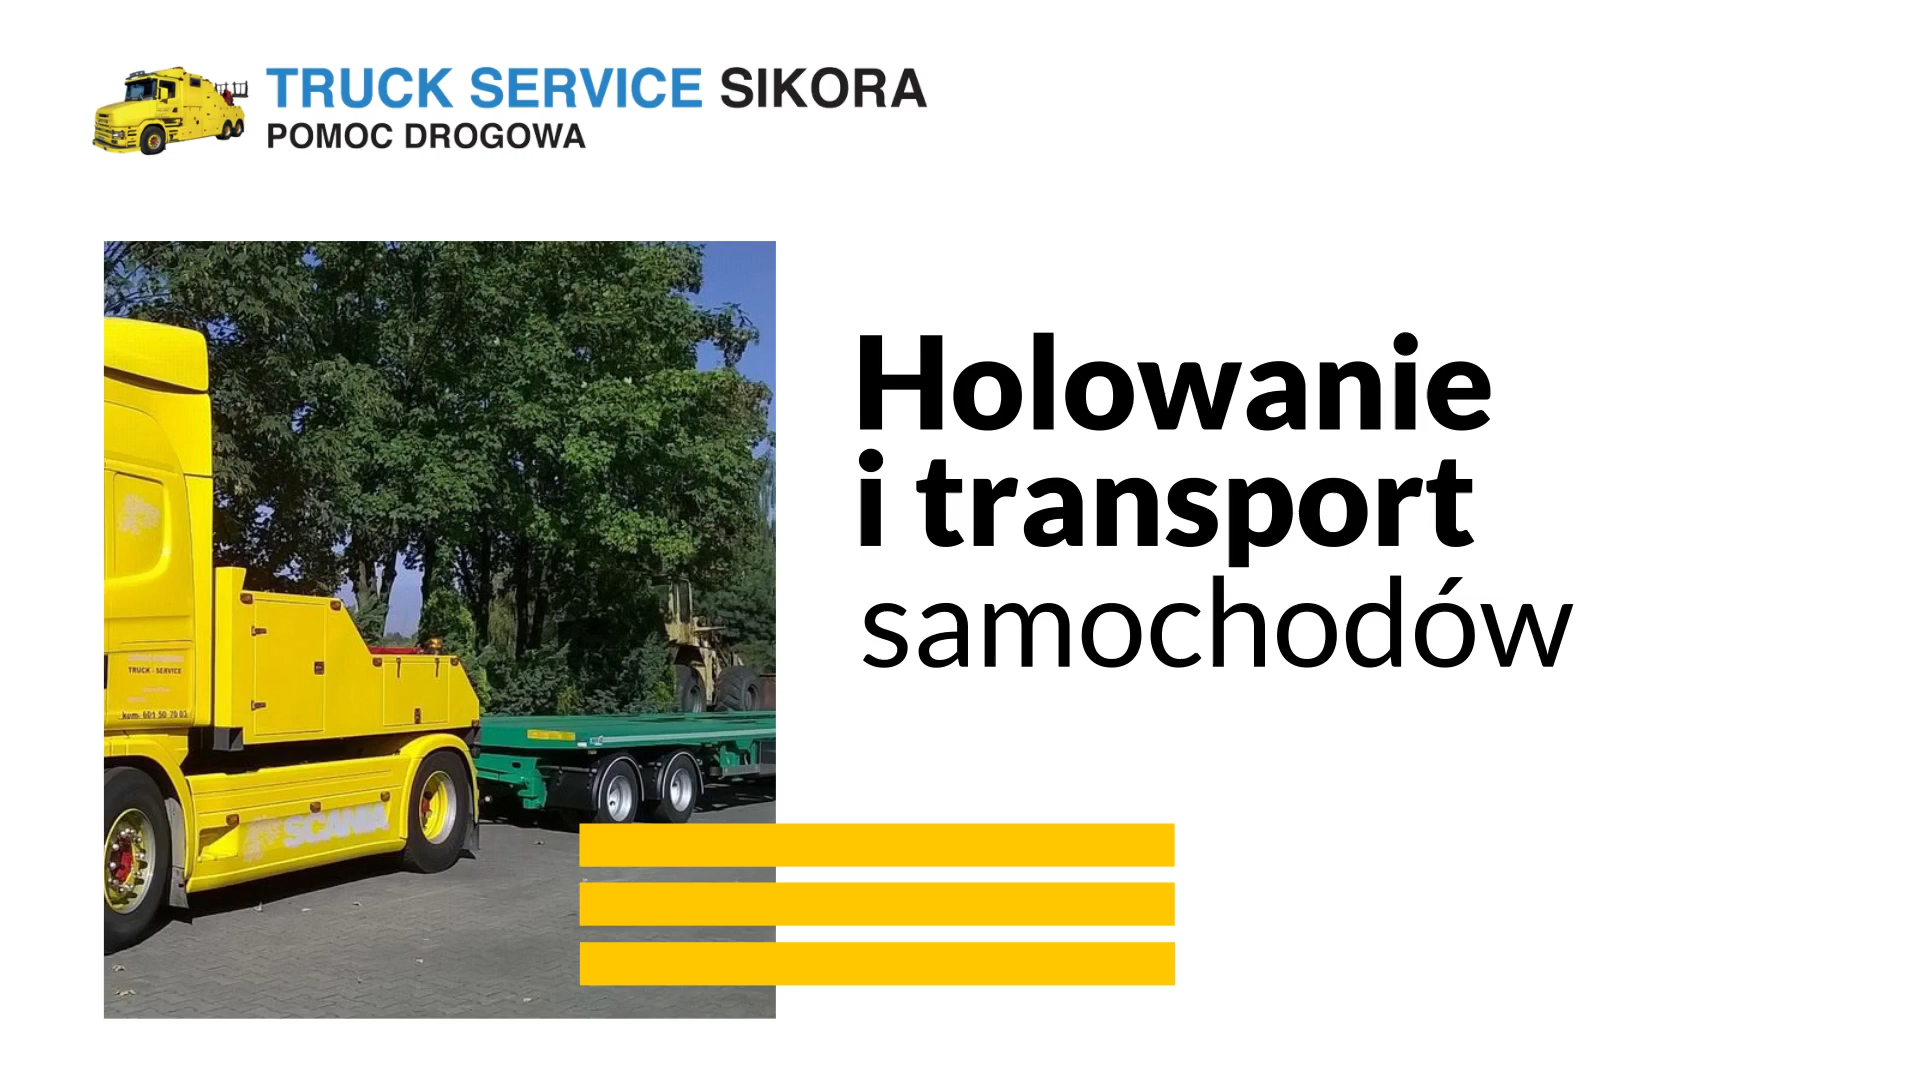 TRUCK SERVICE SIKORA
POMOC DROGOWA
Holowanie
i transport
samochodów
TRUCK - SERVICE
SCANIA